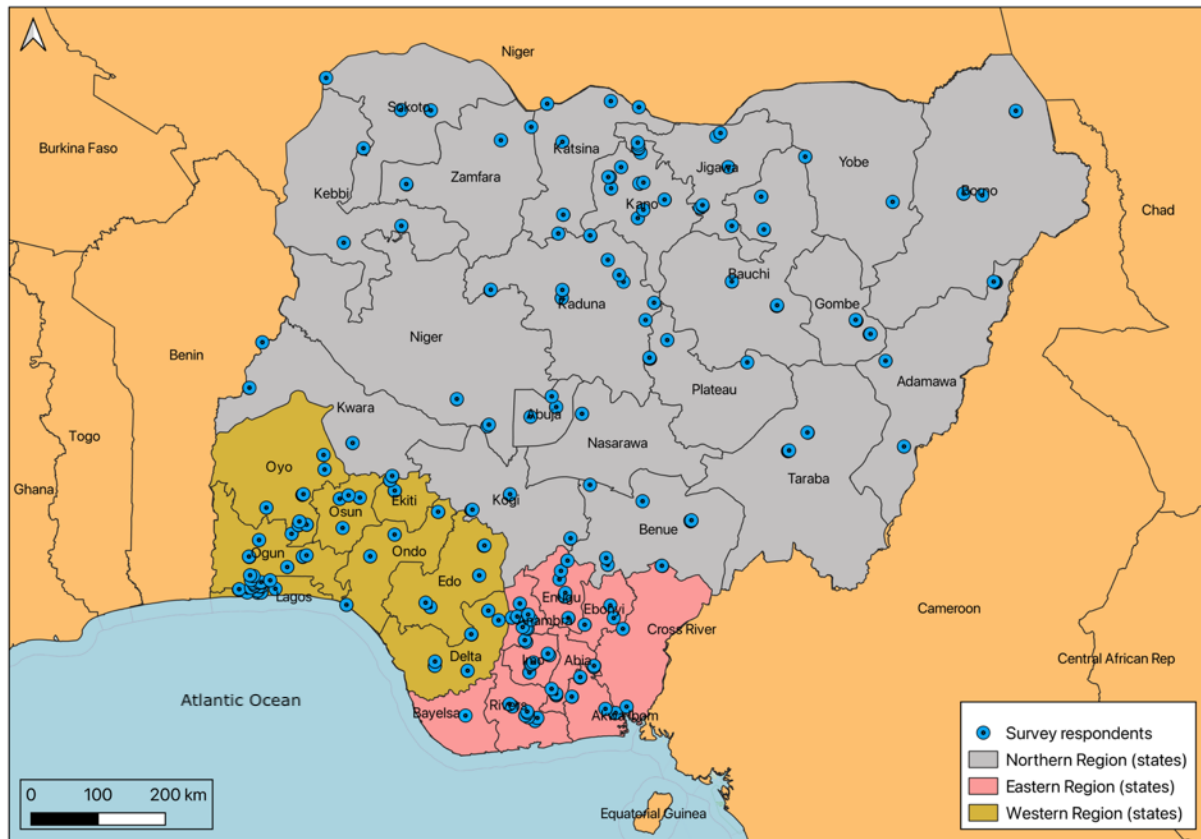 Niger
Burkina Faso
Sokoto
Katsina
Zamfara
Kebbi
Jigawa
Yobe
Borno
Kano
Chad
Bauchi
Kaduna
Gombe
Niger
Benin
Adamawa
Plateau
Kwara
Abuja
Nasarawa
Togo
Ghana
Oyo
Taraba
Kogi
Ekiti
Osun
Benue
Ogun
Ondo
Edo
Lagos
Enugu
Ebonyi
Anambra
Cross River
Cameroon
Delta
Imo
Abia
Central African Rep
Atlantic Ocean
Bayelsa
Rivers
Akwa Ibom
Survey respondents
Northern Region (states)
Eastern Region (states)
Western Region (states)
0 100 200 km
Equatorial Guinea